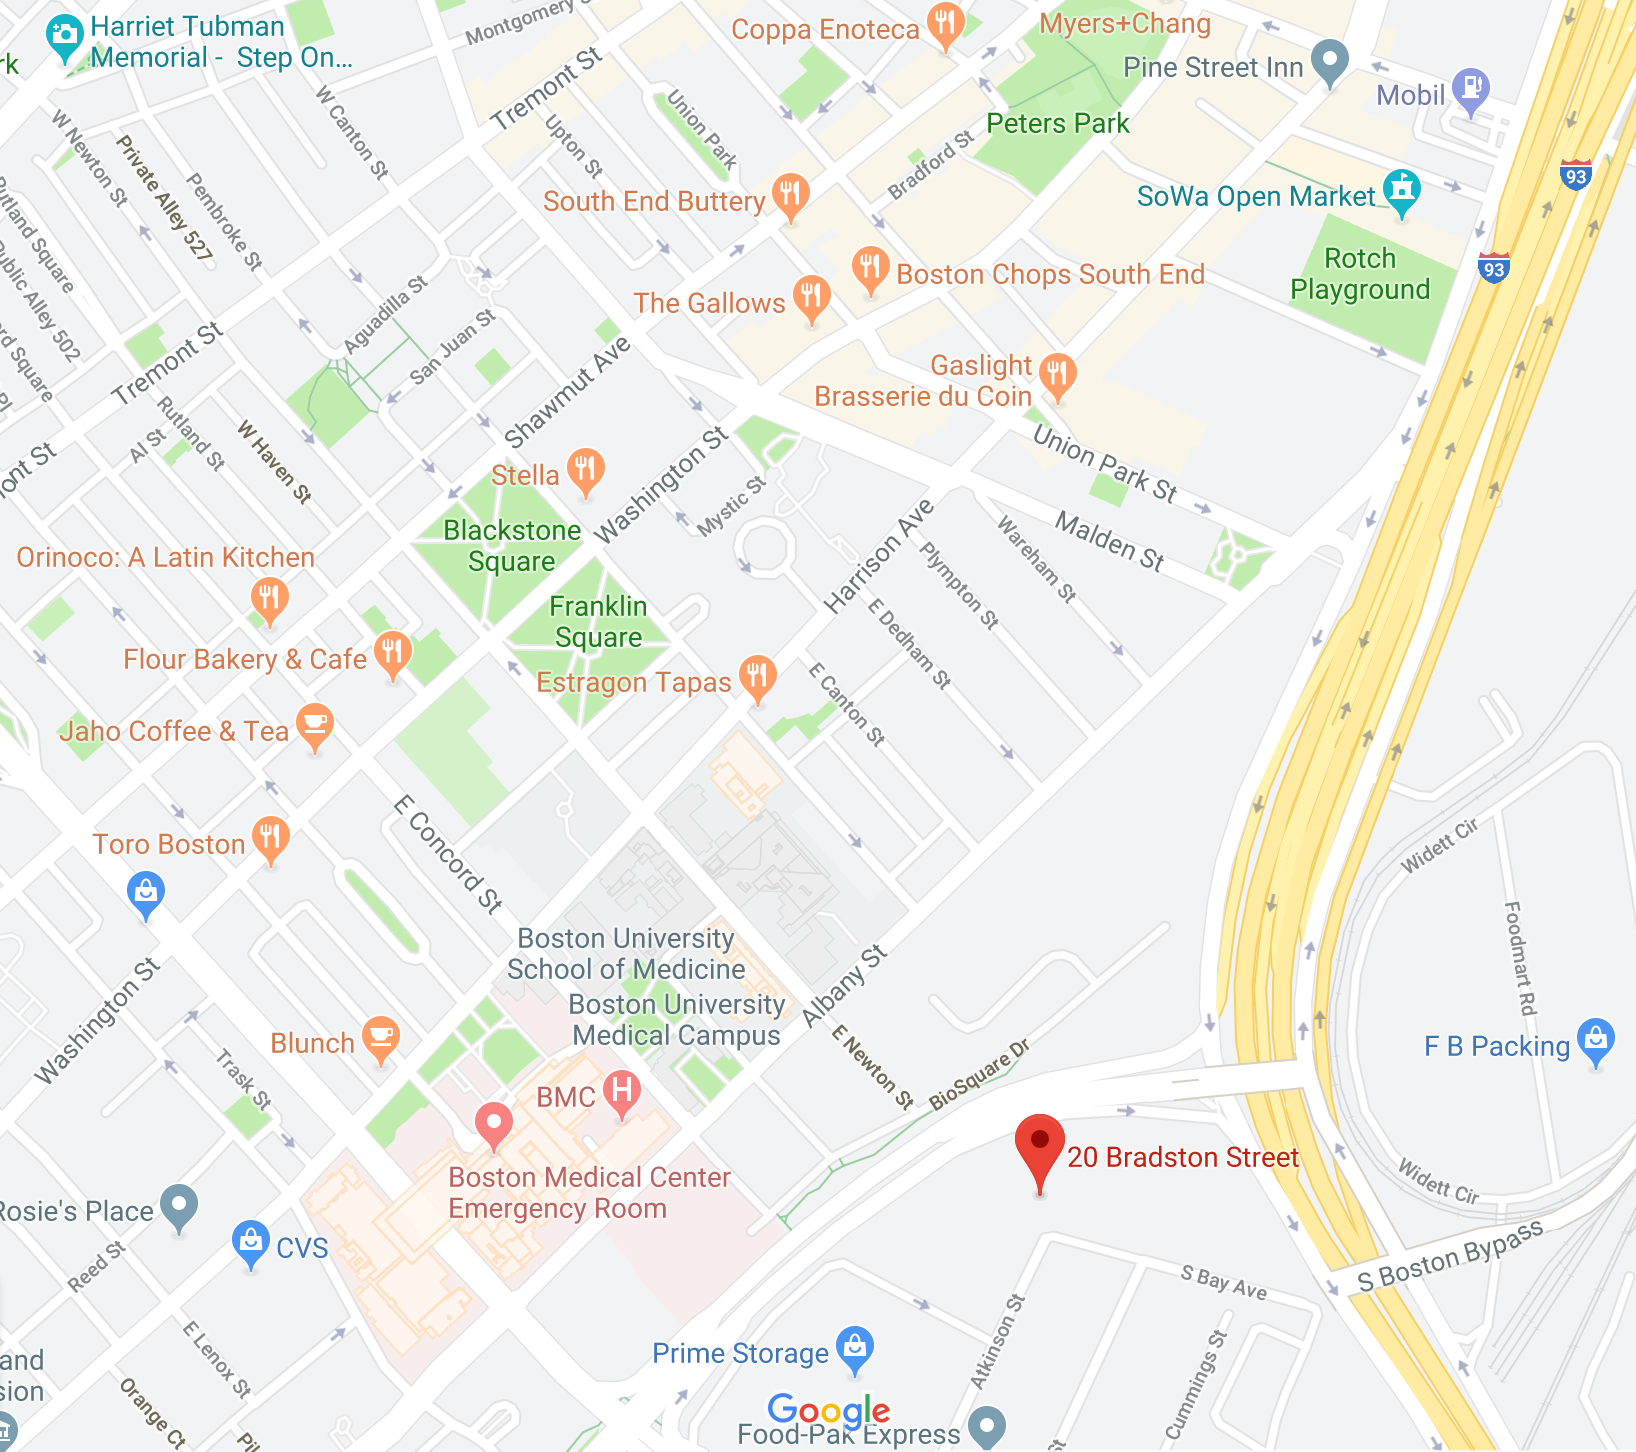 Harriet Tubman
Memorial - Step On...
rk
Montgomery S
Coppa Enoteca
Myers+Chang
Pine Street Inn
Mobil
Tremont St
W Canton St
Union Park
Upton St
Peters Park
Bradford St
W Newton St
Private Alley 527
Pembroke St
93
South End Buttery
SoWa Open Market
Rutland Square
Public Alley 502
ord Square
Pl
Boston Chops South End
Rotch
Playground
93
The Gallows
Aguadilla St
San Juan St
Tremont St
Shawmut Ave
Gaslight
Brasserie du Coin
Rutland St
Al St
W Haven St
mont St
Washington St
Union Park St
Stella
Mystic St
Blackstone
Square
Harrison Ave
Malden St
Wareham St
Plympton St
Orinoco: A Latin Kitchen
Franklin
Square
E Dedham St
Flour Bakery & Cafe
Estragon Tapas
E Canton St
Jaho Coffee & Tea
E Concord St
Toro Boston
Widett Cir
Foodmart Rd
Boston University
School of Medicine
Boston University
Medical Campus
Albany St
Washington St
E Newton St
BioSquare Dr
Blunch
Trask St
F B Packing
BMC
H
20 Bradston Street
Boston Medical Center
Emergency Room
Widett Cir
Rosie's Place
CVS
Reed St
S Boston Bypass
S Bay Ave
E Lenox St
Atkinson St
Cummings St
Prime Storage
and
sion
Orange Ct
Pil
Google
Food-Pak Express
St